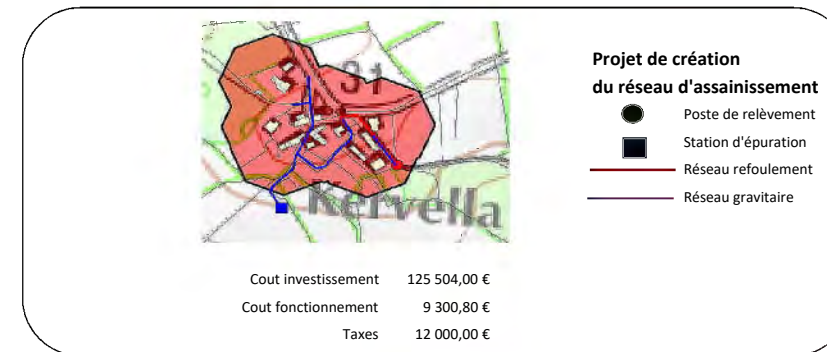 31
Kervella
Projet de création
du réseau d'assainissement
Poste de relèvement
Station d'épuration
Réseau refoulement
Réseau gravitaire
Cout investissement 125 504,00 €
Cout fonctionnement 9 300,80 €
Taxes 12 000,00 €